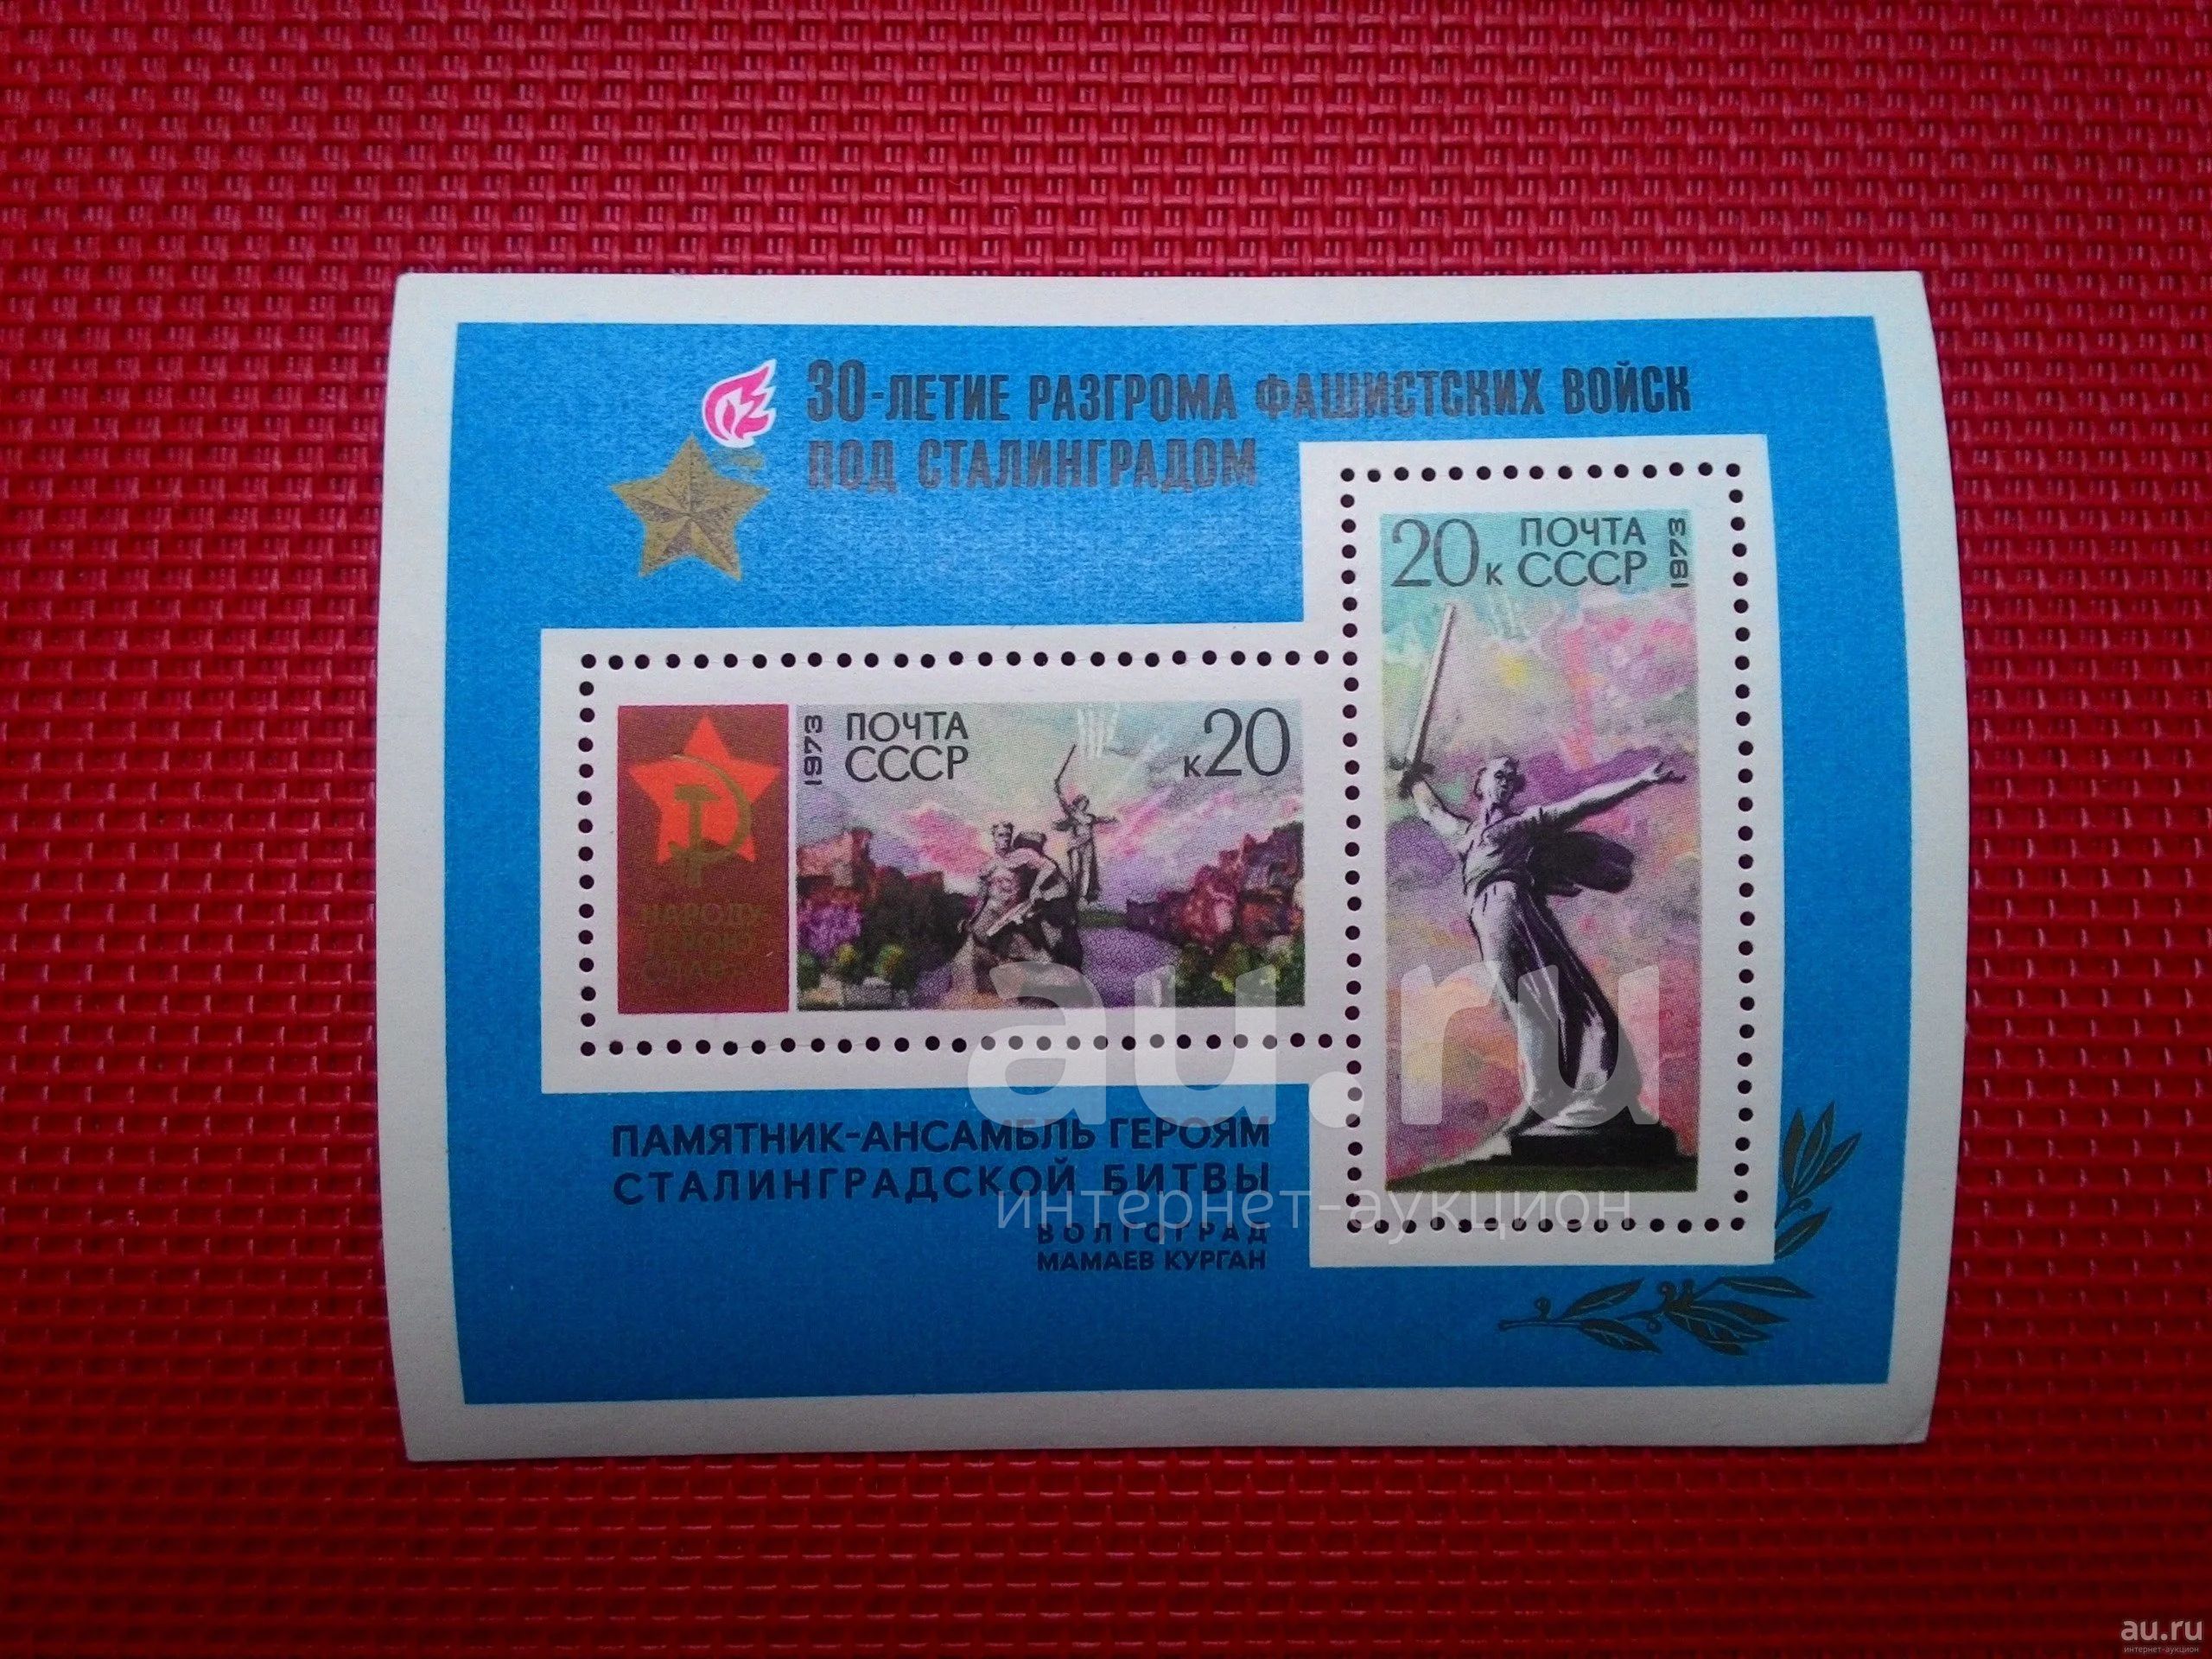 30-ЛЕТИЕ РАЗГРОМА ФАШИСТСКИХ ВОЙСК
ПОД СТАЛИНГРАДОМ
20к ПОЧТА
СССР
1973
1973
ПОЧТА
СССР
к20
НАРОДУ-
ГЕРОЮ
СЛАВА
ПАМЯТНИК-АНСАМБЛЬ ГЕРОЯМ
СТАЛИНГРАДСКОЙ БИТВЫ
ВОЛГОГРАД
МАМАЕВ КУРГАН
au.ru
интернет-аукцион
au.ru
интернет-аукцион